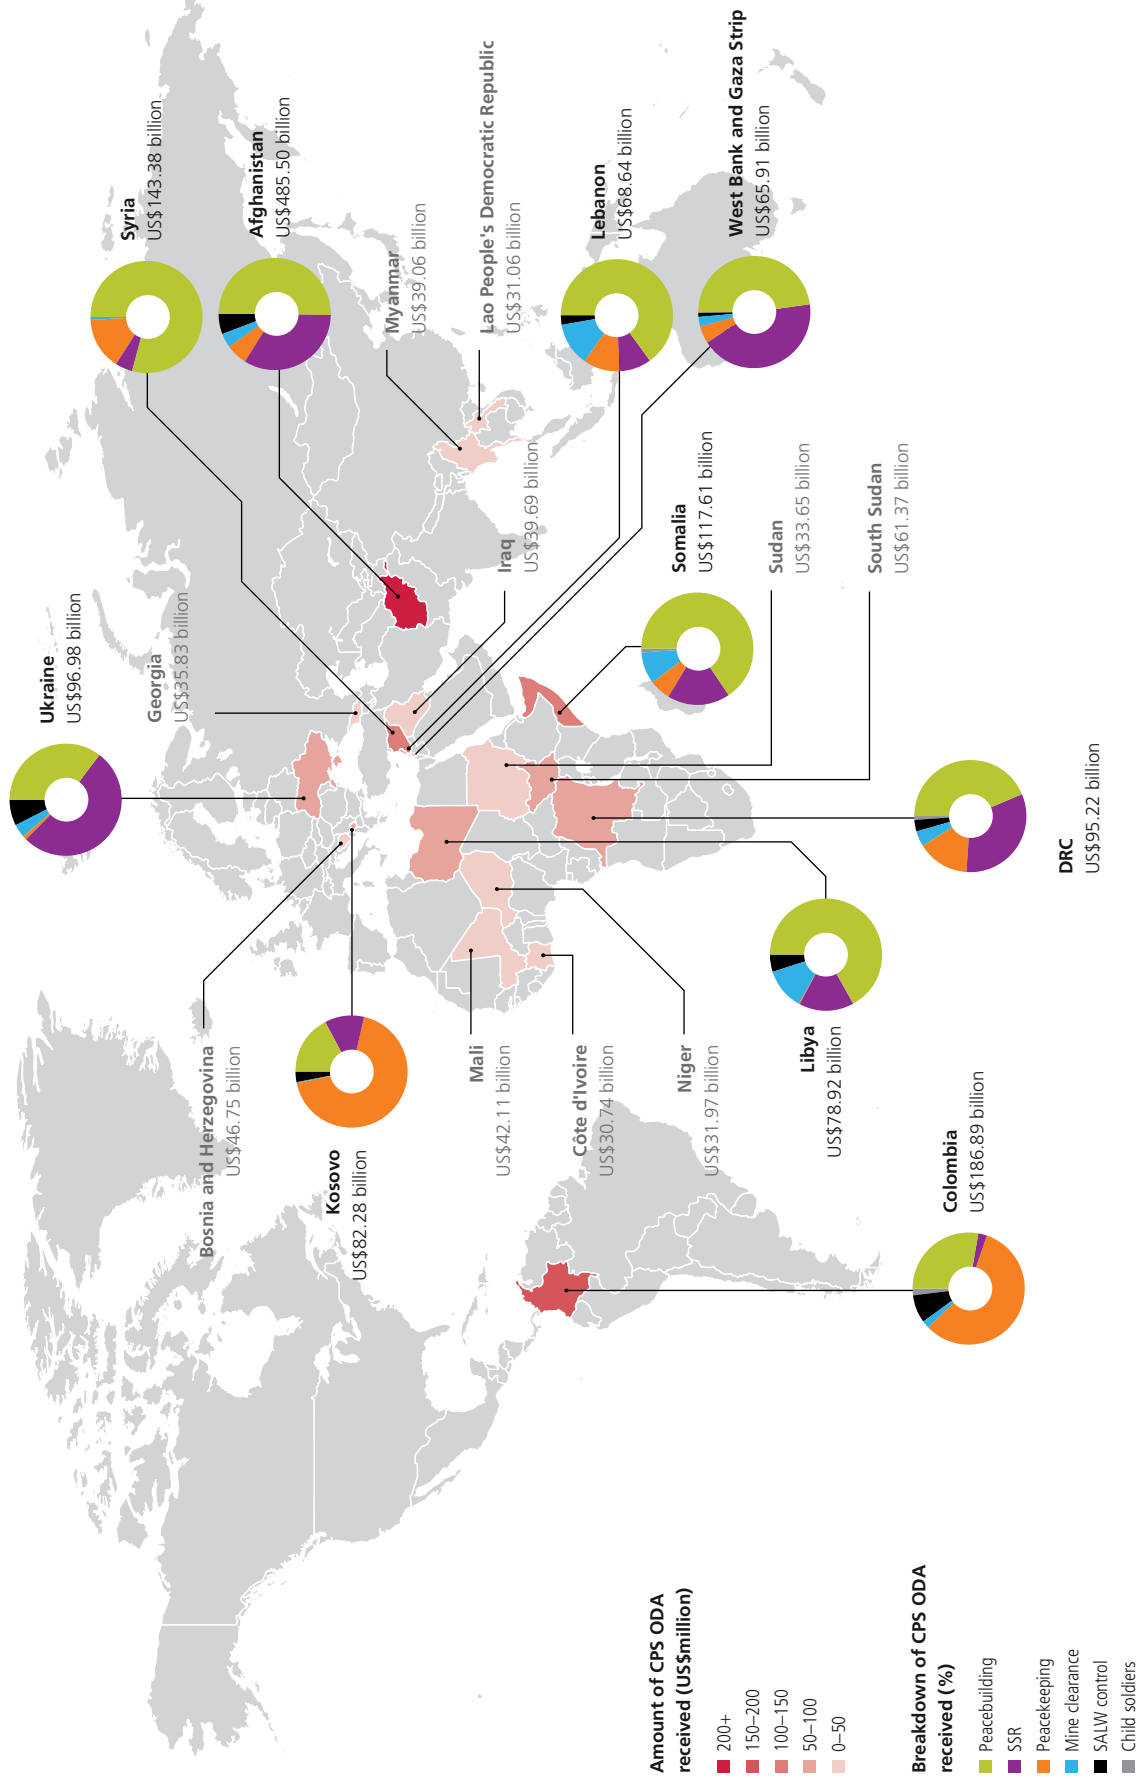 Ukraine
US$96.98 billion
Georgia
US$35.83 billion
Syria
US$143.38 billion
Afghanistan
US$485.50 billion
Myanmar
US$39.06 billion
Lao People's Democratic Republic
US$31.06 billion
Iraq
US$39.69 billion
Lebanon
US$68.64 billion
West Bank and Gaza Strip
US$65.91 billion
Somalia
US$117.61 billion
Sudan
US$33.65 billion
South Sudan
US$61.37 billion
DRC
US$95.22 billion
Bosnia and Herzegovina
US$46.75 billion
Kosovo
US$82.28 billion
Mali
US$42.11 billion
Côte d'Ivoire
US$30.74 billion
Niger
US$31.97 billion
Libya
US$78.92 billion
Colombia
US$186.89 billion
Amount of CPS ODA
received (US$million)
200+
150–200
100–150
50–100
0–50
Breakdown of CPS ODA
received (%)
Peacebuilding
SSR
Peacekeeping
Mine clearance
SALW control
Child soldiers